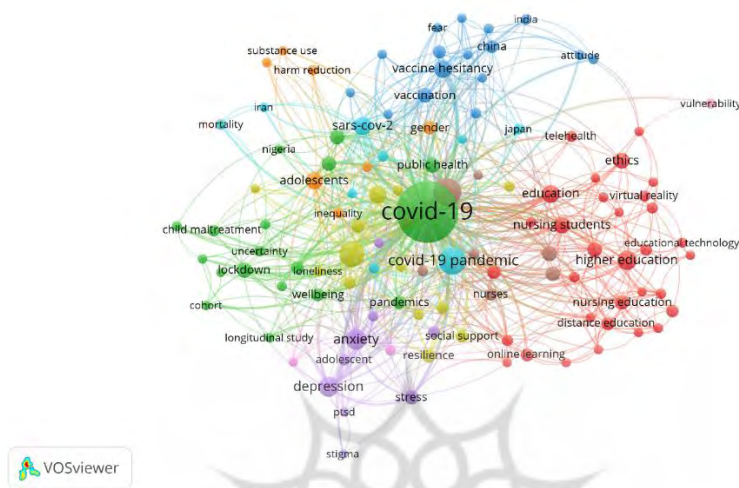 fear
india
substance use
china
vaccine hesitancy
attitude
harm reduction
vaccination
iran
vulnerability
mortality
sars-cov-2
gender
japan
telehealth
nigeria
public health
ethics
adolescents
education
virtual reality
inequality
covid-19
child maltreatment
nursing students
uncertainty
educational technology
lockdown
loneliness
covid-19 pandemic
higher education
cohort
wellbeing
pandemics
nurses
nursing education
longitudinal study
anxiety
social support
distance education
adolescent
resilience
online learning
depression
stress
ptsd
stigma
VOSviewer